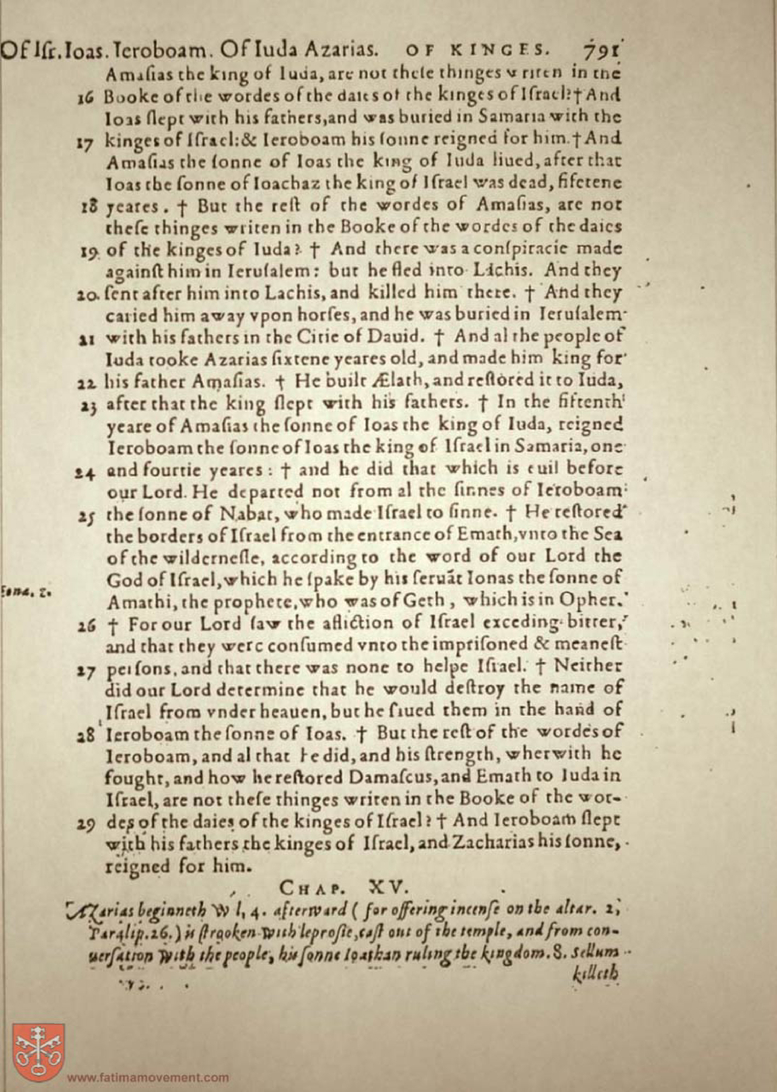 Of Iſr. Ioas. Ieroboam. Of Iuda Azarias. OF KINGES. 791
Amaſias the king of Iuda, are not theſe thinges writen in the
16 Booke of the wordes of the daies of the kinges of Iſrael? † And
Ioas ſlept with his fathers, and was buried in Samaria with the
17 kinges of Iſrael: & Ieroboam his ſonne reigned for him. † And
Amaſias the ſonne of Ioas the king of Iuda liued, after that
Ioas the ſonne of Ioachaz the king of Iſrael was dead, fiftene
18 yeares. † But the reſt of the wordes of Amaſias, are not
theſe thinges writen in the Booke of the wordes of the daies
19 of the kinges of Iuda? † And there was a conſpiracie made
againſt him in Ieruſalem: but he fled into Lichis. And they
20 ſent after him into Lachis, and killed him there. † And they
caried him away vpon horſes, and he was buried in Ieruſalem
21 with his fathers in the Citie of Dauid. † And al the people of
Iuda tooke Azarias ſixtene yeares old, and made him king for
22 his father Amaſias. † He built Ælath, and reſtored it to Iuda,
23 after that the king ſlept with his fathers. † In the fiftenth
yeare of Amaſias the ſonne of Ioas the king of Iuda, reigned
Ieroboam the ſonne of Ioas the king of Iſrael in Samaria, one
24 and fourtie yeares: † and he did that which is euil before
our Lord. He departed not from al the ſinnes of Ieroboam
25 the ſonne of Nabat, who made Iſrael to ſinne. † He reſtored
the borders of Iſrael from the entrance of Emath, vnto the Sea
of the wilderneſſe, according to the word of our Lord the
God of Iſrael, which he ſpake by his ſeruãt Ionas the ſonne of
Amathi, the prophete, who was of Geth, which is in Opher.
26 † For our Lord ſaw the afliction of Iſrael exceding bitter,
and that they were conſumed vnto the impriſoned & meaneſt
27 perſons, and that there was none to helpe Iſrael. † Neither
did our Lord determine that he would deſtroy the name of
Iſrael from vnder heauen, but he ſaued them in the hand of
28 Ieroboam the ſonne of Ioas. † But the reſt of the wordes of
Ieroboam, and al that he did, and his ſtrength, wherwith he
fought, and how he reſtored Damaſcus, and Emath to Iuda in
Iſrael, are not theſe thinges writen in the Booke of the wor-
29 des of the daies of the kinges of Iſrael? † And Ieroboam ſlept
with his fathers the kinges of Iſrael, and Zacharias his ſonne,
reigned for him.
CHAP. XV.
Azarias beginneth wel, 4. afterward (for offering incenſe on the altar. 2,
Paralip. 26.) is ſtrooken with leproſie, caſt out of the temple, and from con-
uerſation with the people, his ſonne Ioathan ruling the kingdom. 8. Sellum
killeth
www.fatimamovement.com